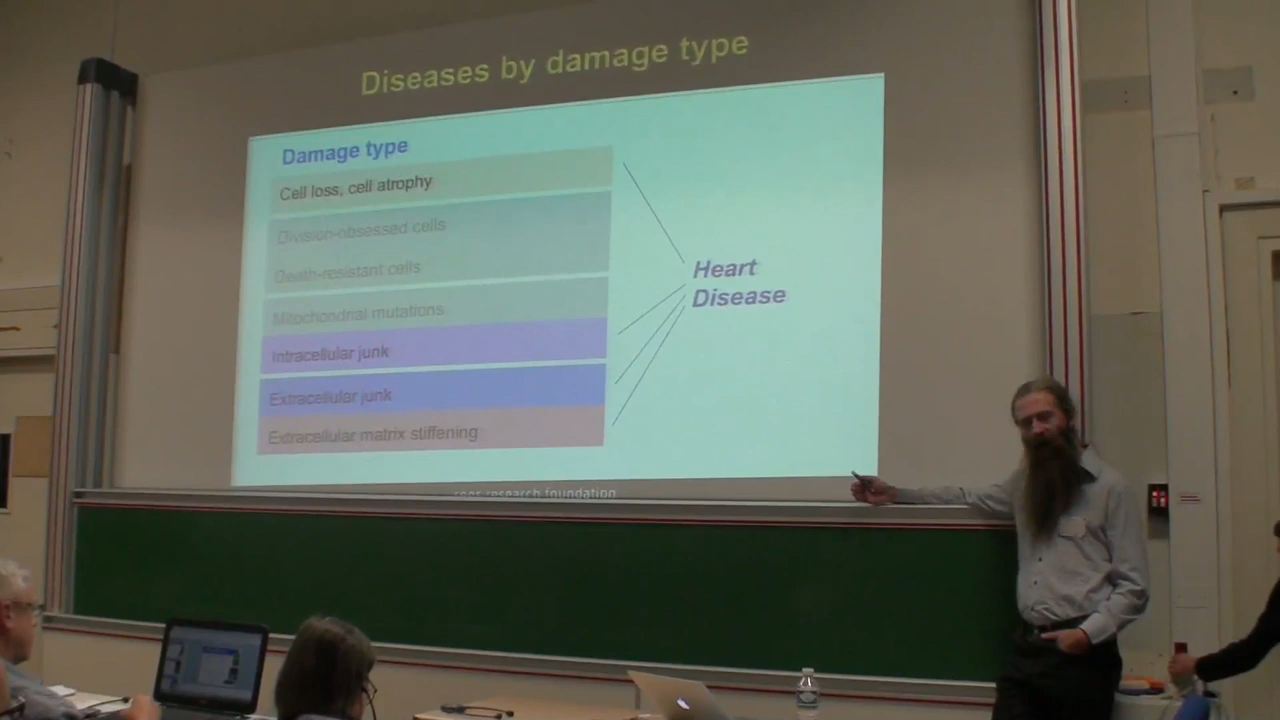 Diseases by damage type
Damage type
Cell loss, cell atrophy
Division-obsessed cells
Death-resistant cells
Mitochondrial mutations
Intracellular junk
Extracellular junk
Extracellular matrix stiffening
Heart
Disease
research foundation